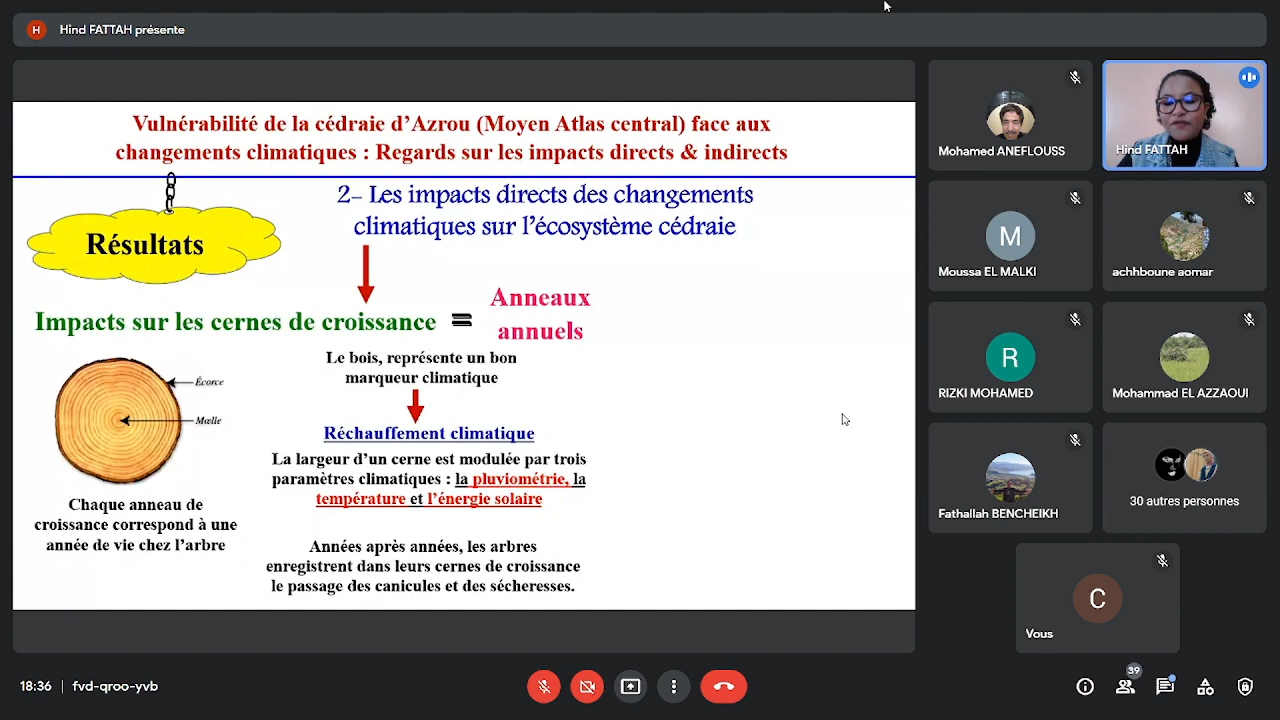 H
Hind FATTAH présente
Vulnérabilité de la cédraie d'Azrou (Moyen Atlas central) face aux
changements climatiques : Regards sur les impacts directs & indirects
Résultats
2- Les impacts directs des changements
climatiques sur l'écosystème cédraie
Impacts sur les cernes de croissance
=
Anneaux
annuels
Le bois, représente un bon
marqueur climatique
Écorce
Mœlle
Réchauffement climatique
La largeur d'un cerne est modulée par trois
paramètres climatiques : la pluviométrie, la
température et l'énergie solaire
Chaque anneau de
croissance correspond à une
année de vie chez l'arbre
Années après années, les arbres
enregistrent dans leurs cernes de croissance
le passage des canicules et des sécheresses.
Mohamed ANEFLOUSS
Hind FATTAH
M
Moussa EL MALKI
achhboune aomar
R
RIZKI MOHAMED
Mohammad EL AZZAOUI
Fathallah BENCHEIKH
30 autres personnes
C
Vous
18:36 | fvd-qroo-yvb
39